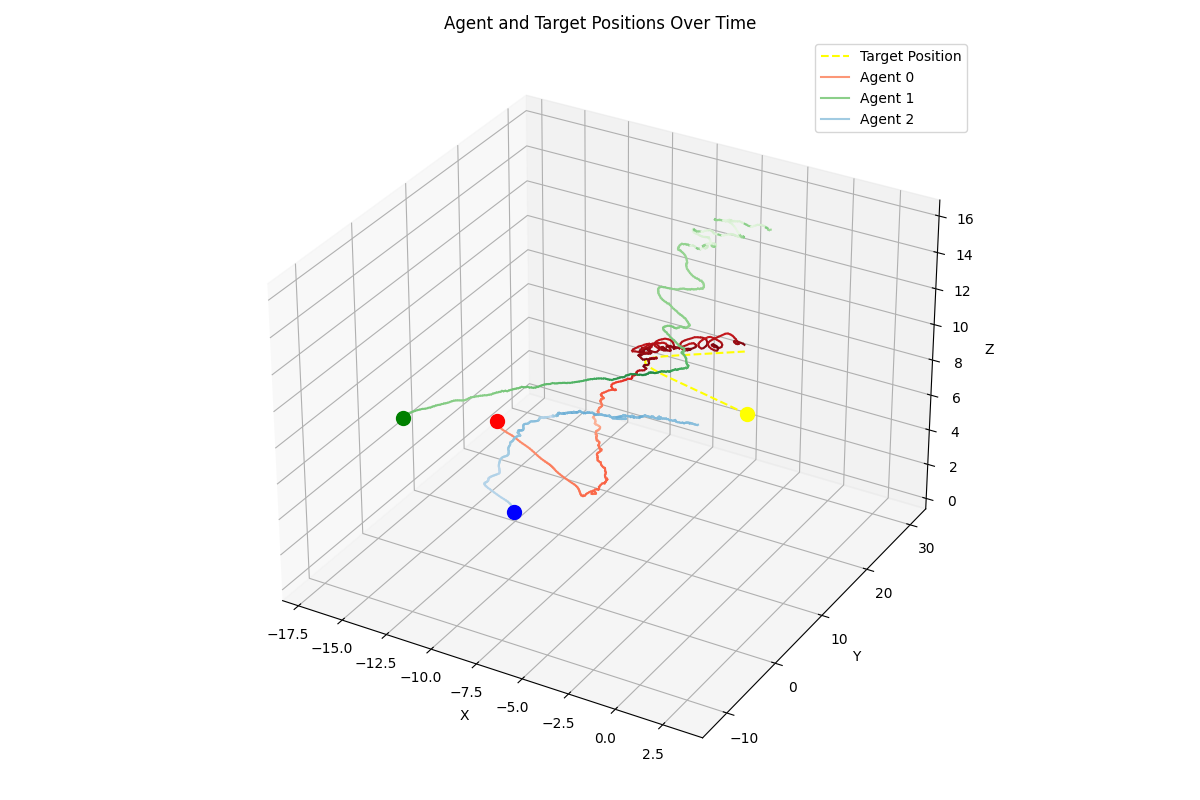 Agent and Target Positions Over Time
Target Position
Agent 0
Agent 1
Agent 2
16
14
12
10
8
6
4
2
0
Z
30
20
10
0
−10
Y
−17.5
−15.0
−12.5
−10.0
−7.5
−5.0
−2.5
0.0
2.5
X